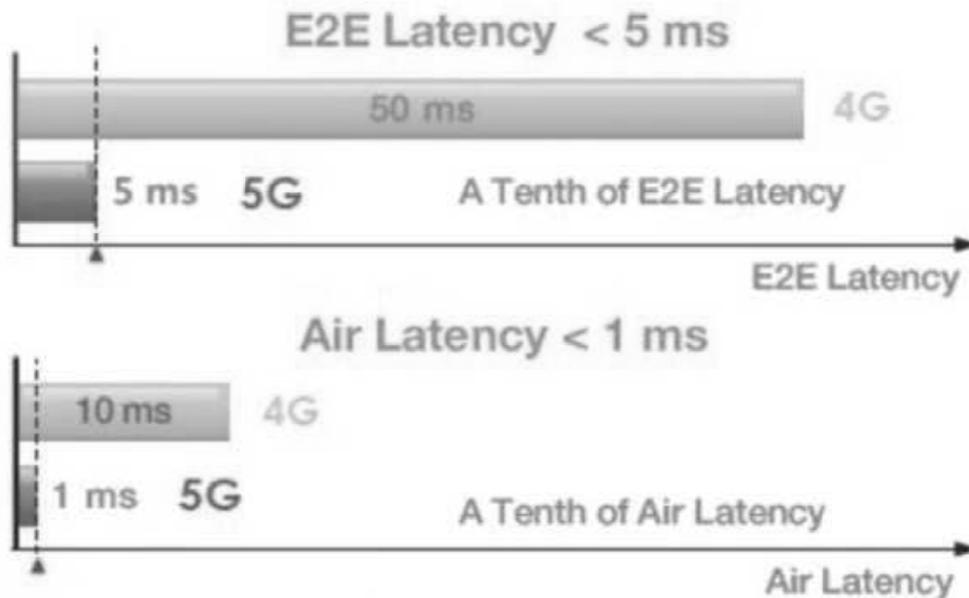 E2E Latency < 5 ms
50 ms 4G
5 ms 5G A Tenth of E2E Latency
E2E Latency
Air Latency < 1 ms
10 ms 4G
1 ms 5G A Tenth of Air Latency
Air Latency